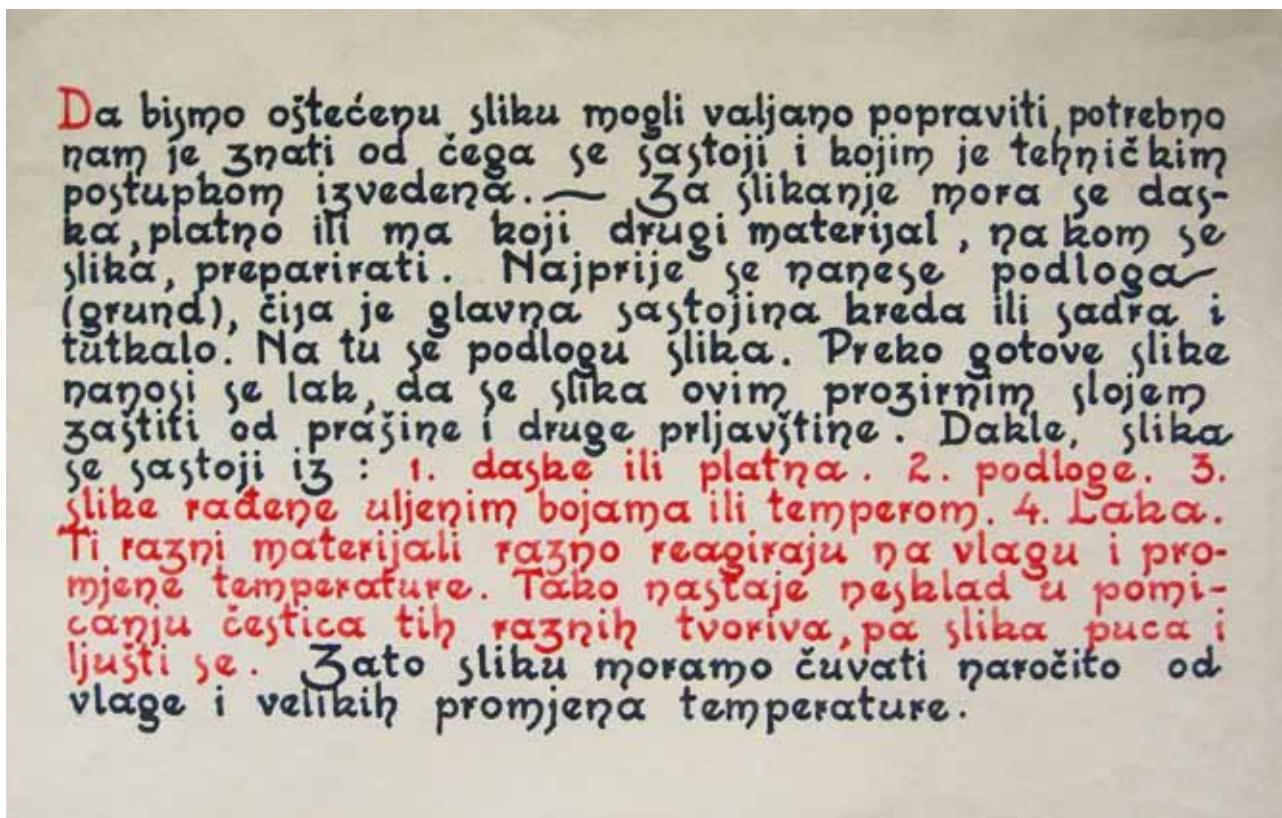 Da bismo oštećenu sliku mogli valjano popraviti, potrebno
nam je znati od čega se sastoji i kojim je tehničkim
postupkom izvedena. — Za slikanje mora se das-
ka, platno ili ma koji drugi materijal, na kom se
slika, preparirati. Najprije se nanese podloga
(grund), čija je glavna sastojina kreda ili sadra i
tutkalo. Na tu se podlogu slika. Preko gotove slike
nanosi se lak, da se slika ovim prozirnim slojem
zaštiti od prašine i druge prljavštine. Dakle, slika
se sastoji iz: 1. daske ili platna. 2. podloge. 3.
slike rađene uljenim bojama ili temperom. 4. Laka.
Ti razni materijali razno reagiraju na vlagu i pro-
mjene temperature. Tako nastaje nesklad u pomi-
canju čestica tih raznih tvoriva, pa slika puca i
ljušti se. Zato sliku moramo čuvati naročito od
vlage i velikih promjena temperature.